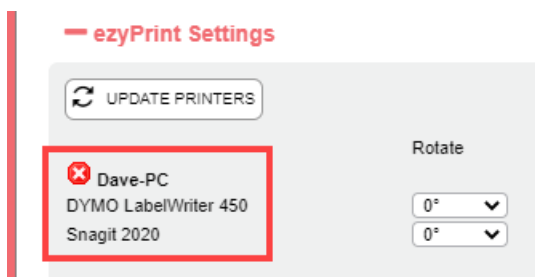 ezyPrint Settings
UPDATE PRINTERS
Rotate
Dave-PC
DYMO LabelWriter 450
0°
Snagit 2020
0°